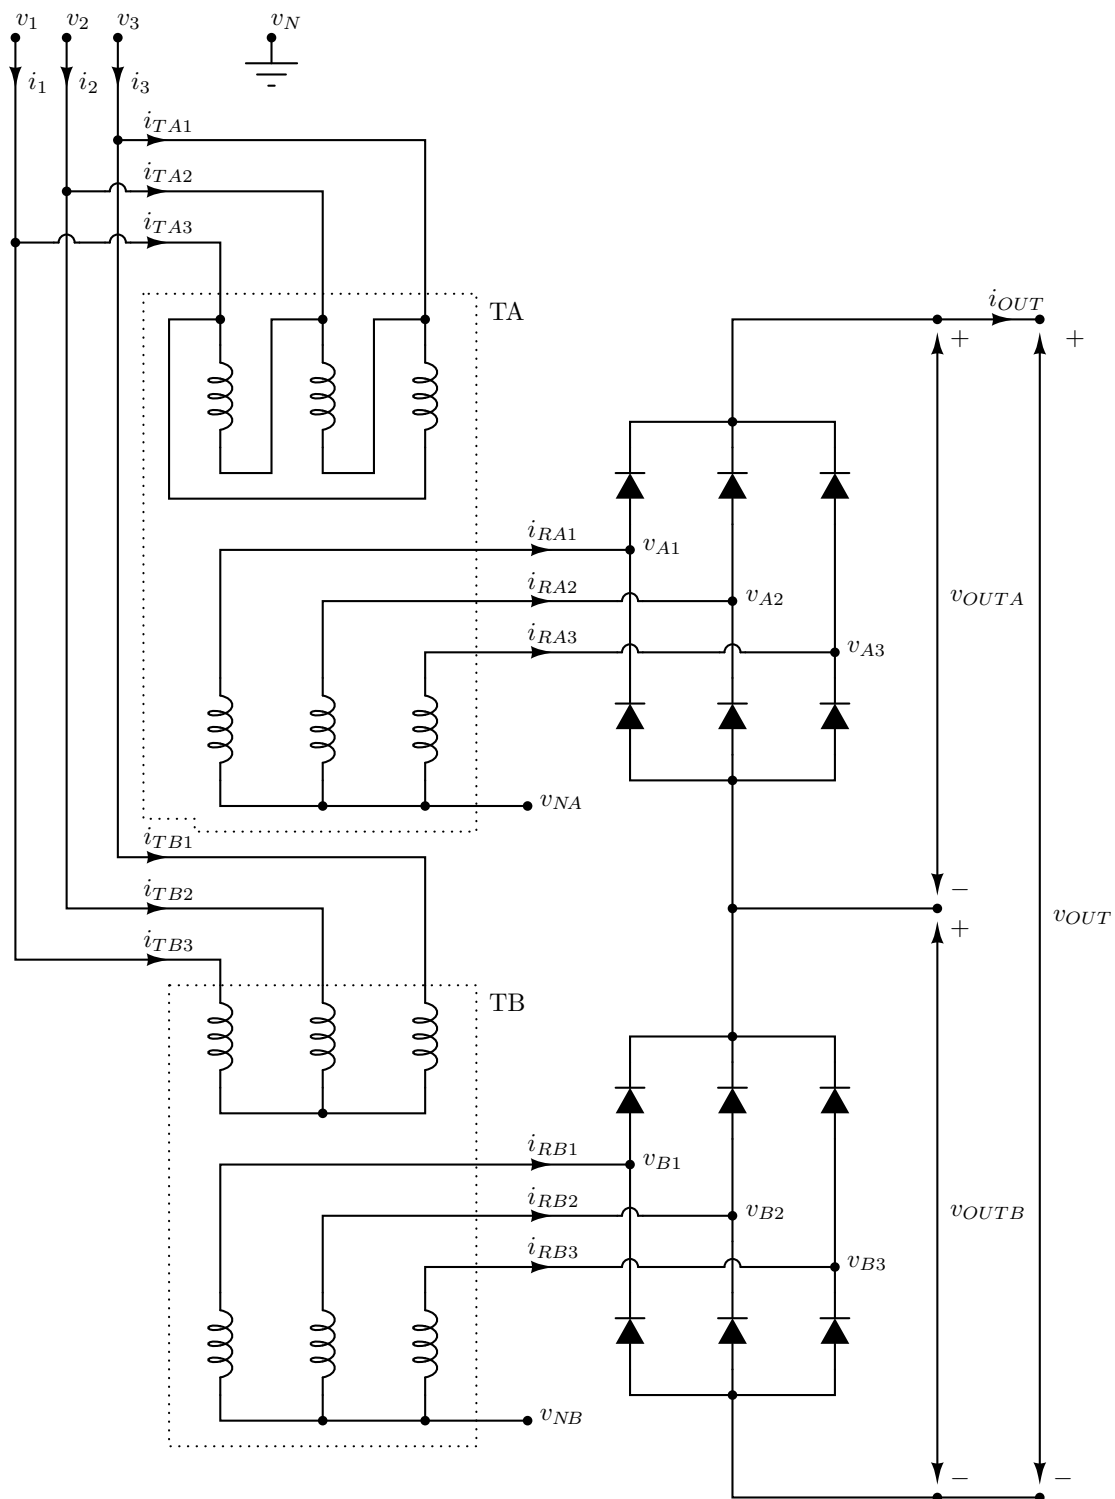 v1 v2 v3 vN
i1 i2 i3
iTA1
iTA2
iTA3
TA
iOUT
+ +
iRA1 vA1
iRA2 vA2
vOUTA
iRA3 vA3
vNA
iTB1
iTB2
−
+
vOUT
iTB3
TB
iRB1 vB1
iRB2 vB2
vOUTB
iRB3 vB3
vNB
− −